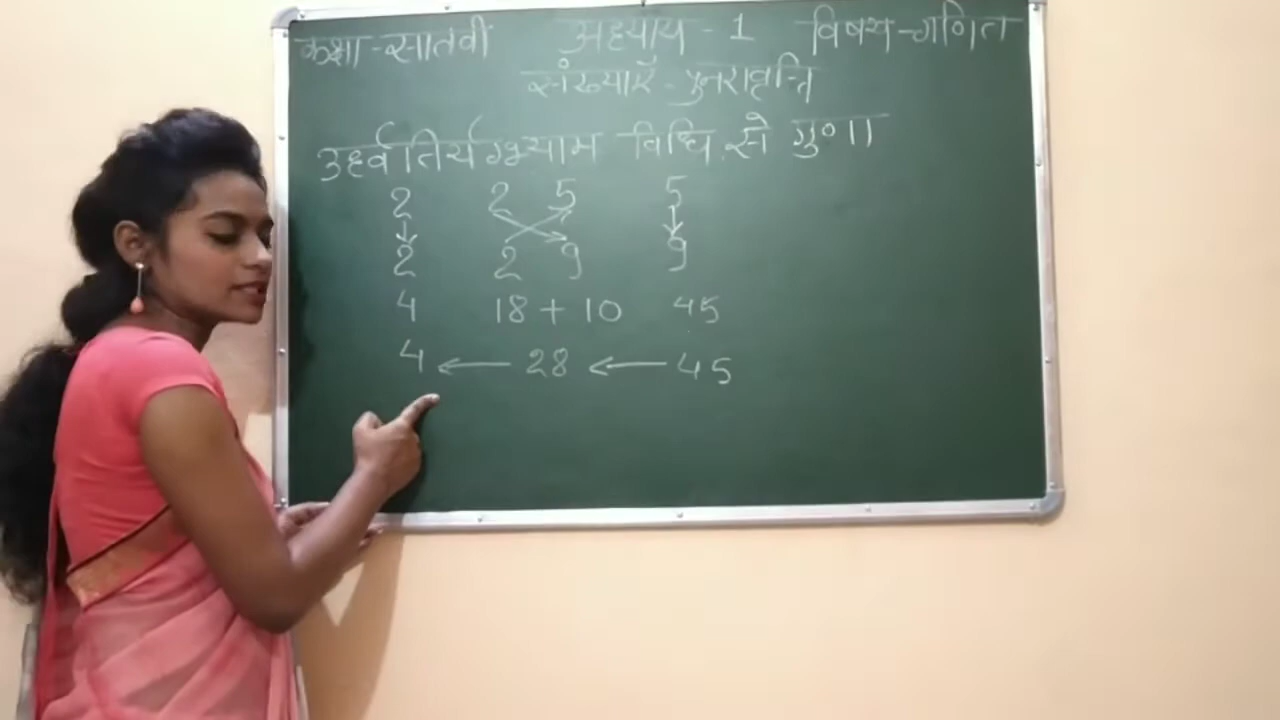 कक्षा-सातवीं अध्याय-1 विषय-गणित
संख्याएँ-पुनरावृत्ति
उर्ध्वतिर्यग्भ्याम विधि से गुणा
2 2 5 5
↓ ↓
2 2 9 9
4 18 + 10 45
4 ← 28 ← 45